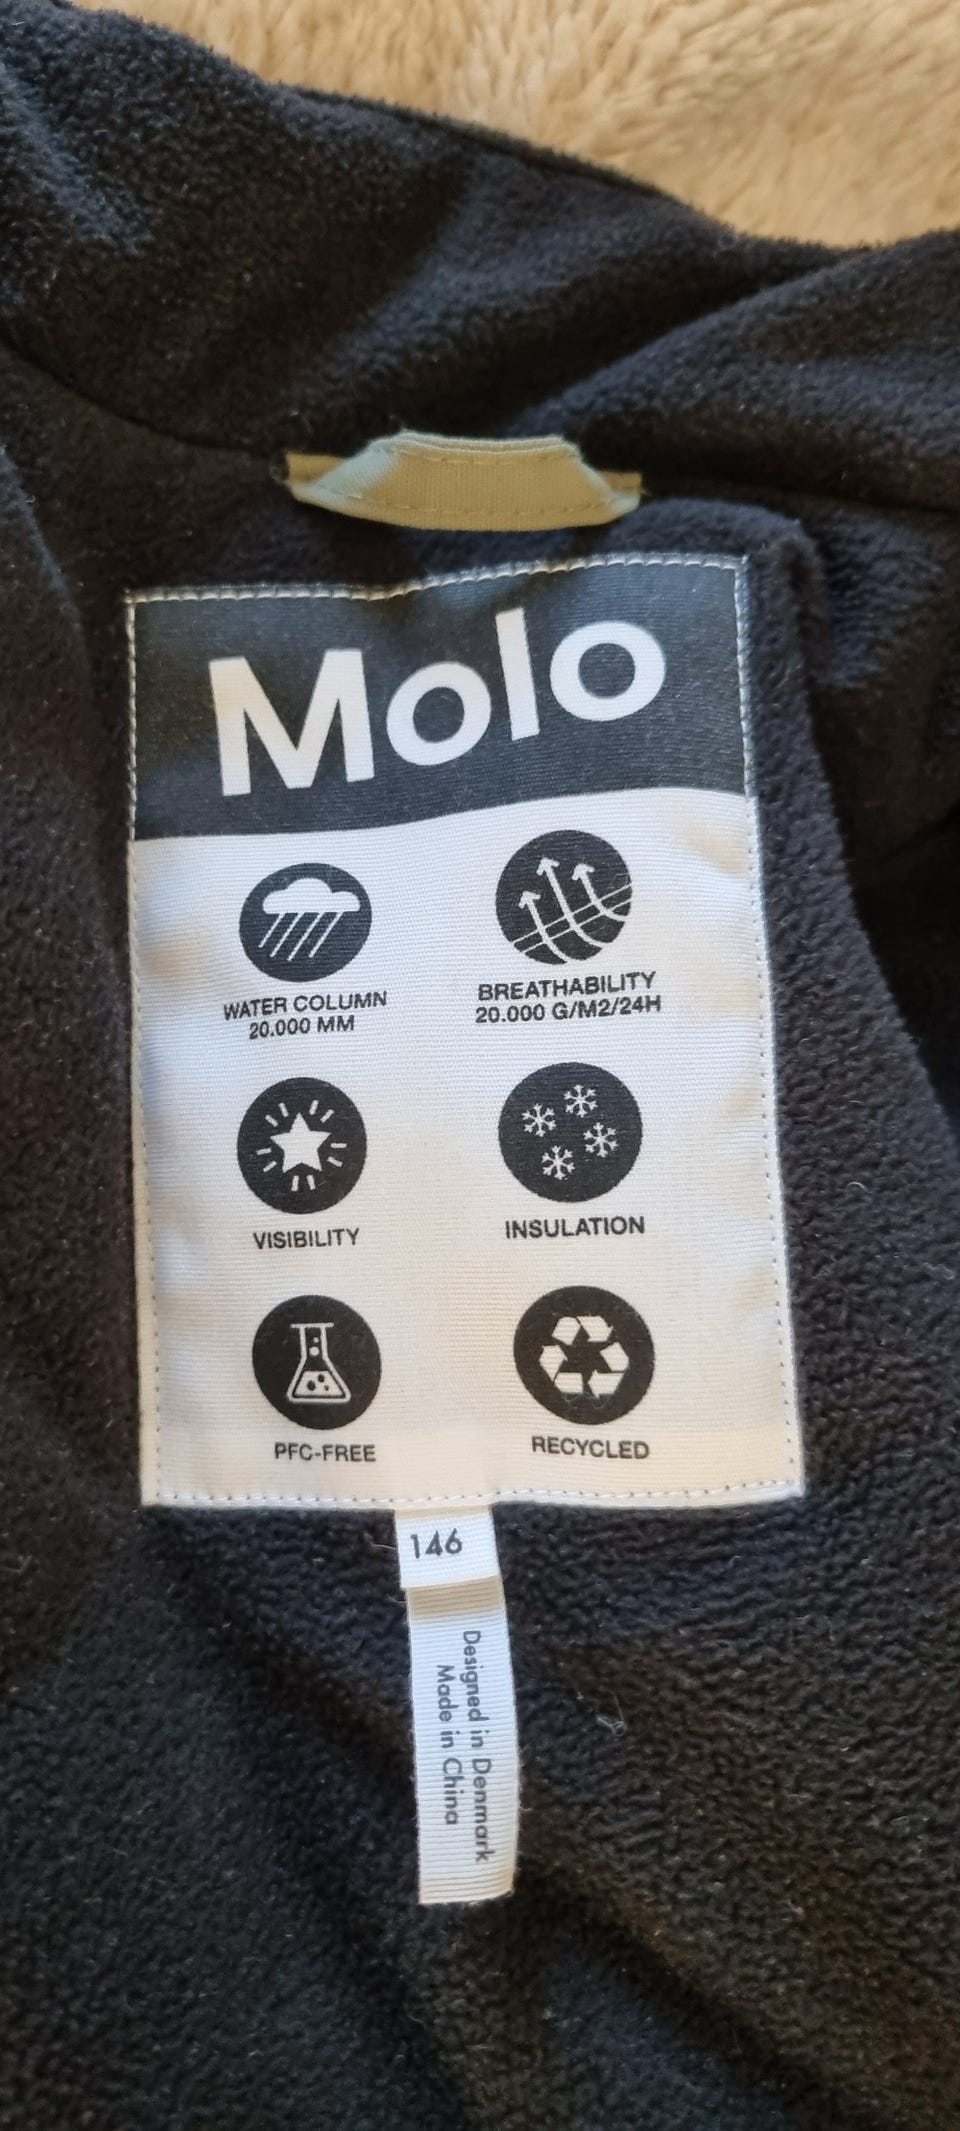 Molo
WATER COLUMN
20.000 MM
BREATHABILITY
20.000 G/M2/24H
VISIBILITY
INSULATION
PFC-FREE
RECYCLED
146
Designed in Denmark
Made in China